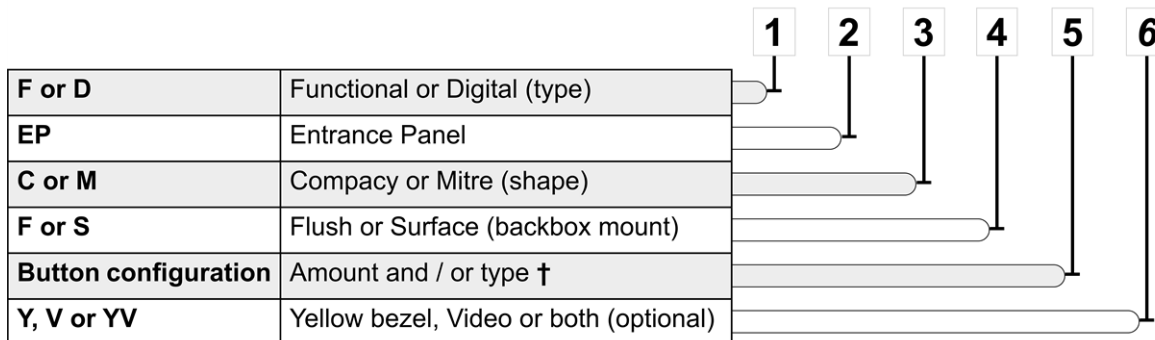 1 2 3 4 5 6
F or D Functional or Digital (type)
EP Entrance Panel
C or M Compacy or Mitre (shape)
F or S Flush or Surface (backbox mount)
Button configuration Amount and / or type †
Y, V or YV Yellow bezel, Video or both (optional)